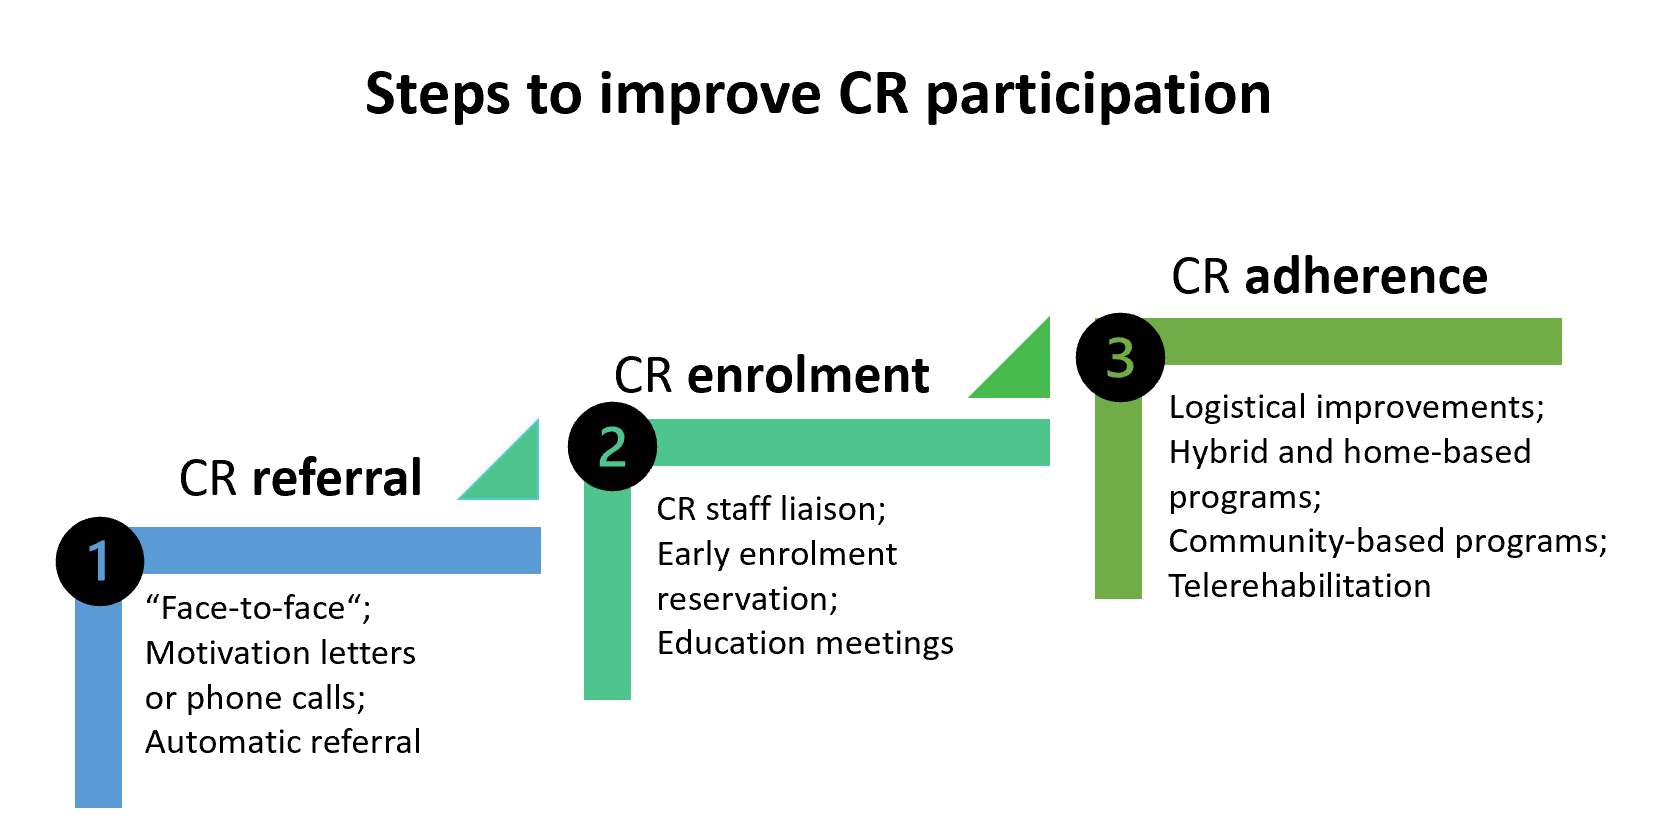 Steps to improve CR participation
CR referral
1
“Face-to-face“;
Motivation letters
or phone calls;
Automatic referral
CR enrolment
2
CR staff liaison;
Early enrolment
reservation;
Education meetings
CR adherence
3
Logistical improvements;
Hybrid and home-based
programs;
Community-based programs;
Telerehabilitation